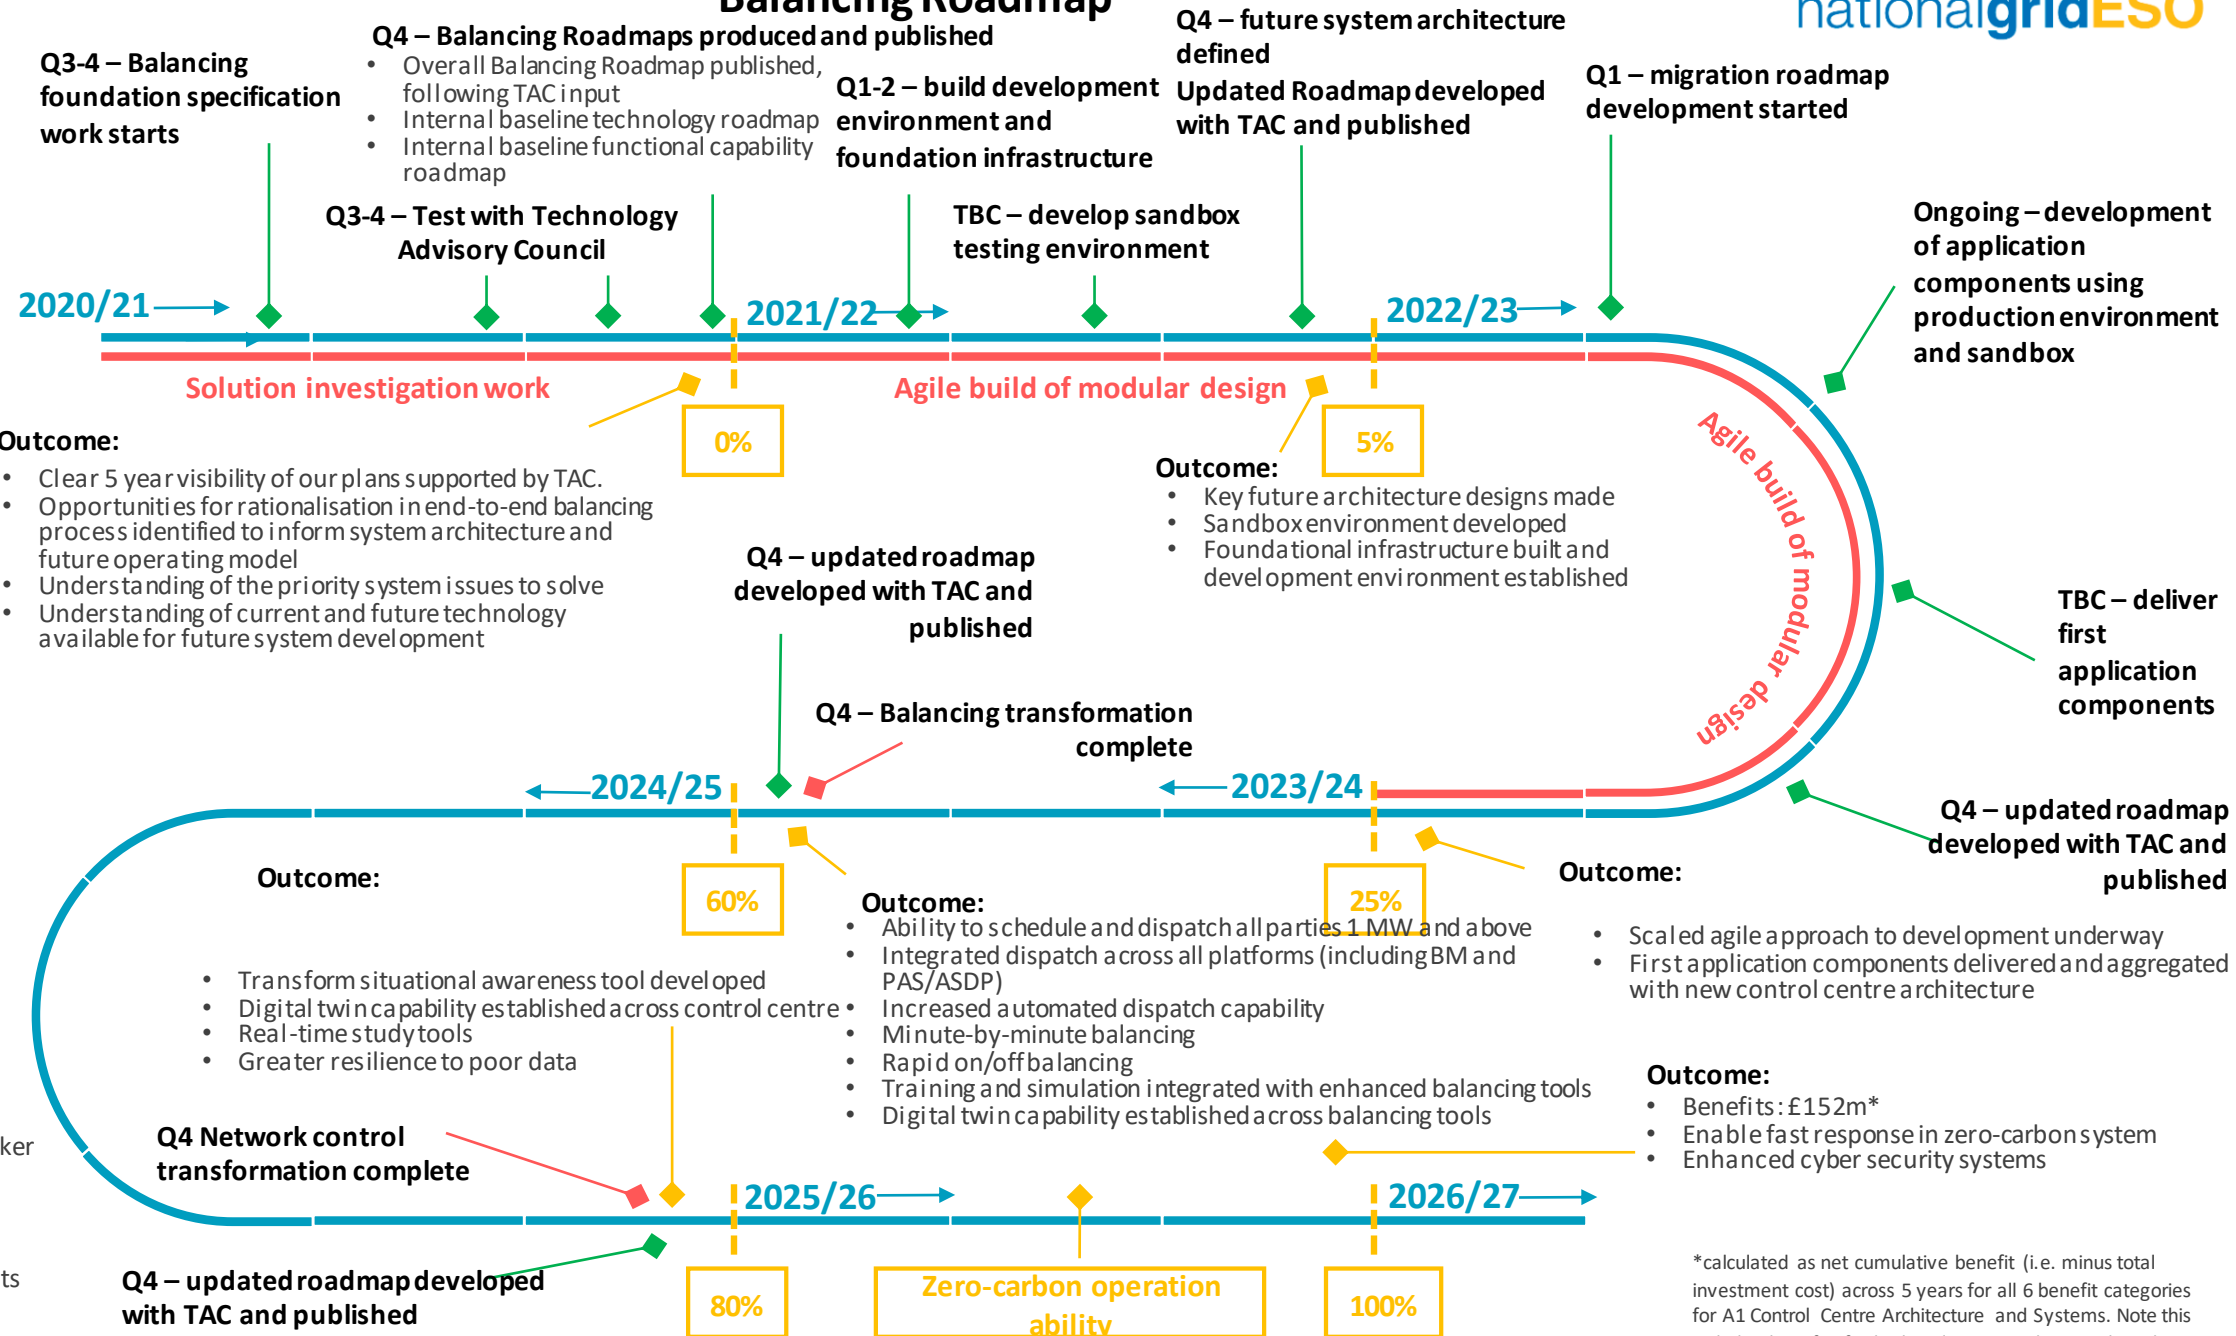 Balancing Roadmap
nationalgridESO
Q3-4 – Balancing
foundation specification
work starts
Q4 – Balancing Roadmaps produced and published
• Overall Balancing Roadmap published,
following TAC input
• Internal baseline technology roadmap
• Internal baseline functional capability
roadmap
Q3-4 – Test with Technology
Advisory Council
Q1-2 – build development
environment and
foundation infrastructure
TBC – develop sandbox
testing environment
Q4 – future system architecture
defined
Updated Roadmap developed
with TAC and published
Q1 – migration roadmap
development started
Ongoing – development
of application
components using
production environment
and sandbox
2020/21
2021/22
2022/23
Solution investigation work
Agile build of modular design
0%
5%
Outcome:
• Clear 5 year visibility of our plans supported by TAC.
• Opportunities for rationalisation in end-to-end balancing
process identified to inform system architecture and
future operating model
• Understanding of the priority system issues to solve
• Understanding of current and future technology
available for future system development
Outcome:
• Key future architecture designs made
• Sandbox environment developed
• Foundational infrastructure built and
development environment established
Agile build of modular design
TBC – deliver
first
application
components
Q4 – updated roadmap
developed with TAC and
published
Q4 – Balancing transformation
complete
2024/25
2023/24
Q4 – updated roadmap
developed with TAC and
published
60%
25%
Outcome:
• Transform situational awareness tool developed
• Digital twin capability established across control centre
• Real-time study tools
• Greater resilience to poor data
Outcome:
• Ability to schedule and dispatch all parties 1 MW and above
• Integrated dispatch across all platforms (including BM and
PAS/ASDP)
• Increased automated dispatch capability
• Minute-by-minute balancing
• Rapid on/off balancing
• Training and simulation integrated with enhanced balancing tools
• Digital twin capability established across balancing tools
Outcome:
• Scaled agile approach to development underway
• First application components delivered and aggregated
with new control centre architecture
Outcome:
• Benefits: £152m*
• Enable fast response in zero-carbon system
• Enhanced cyber security systems
ker
Q4 Network control
transformation complete
2025/26
2026/27
ts
Q4 – updated roadmap developed
with TAC and published
80%
Zero-carbon operation
ability
100%
*calculated as net cumulative benefit (i.e. minus total
investment cost) across 5 years for all 6 benefit categories
for A1 Control Centre Architecture and Systems. Note this